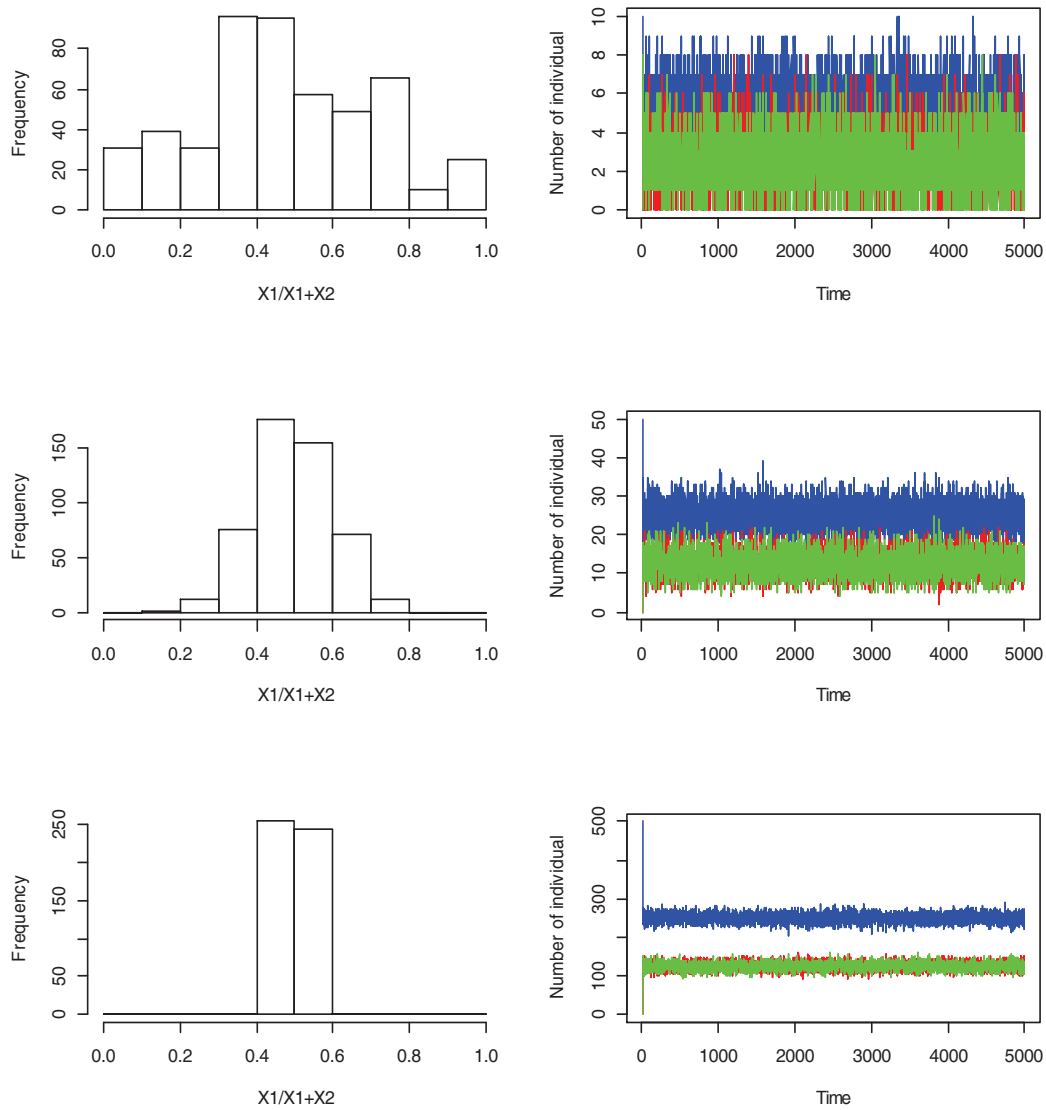 Frequency
0 20 40 60 80
0.0 0.2 0.4 0.6 0.8 1.0
X1/X1+X2
Number of individual
0 2 4 6 8 10
0 1000 2000 3000 4000 5000
Time
Frequency
0 50 100 150
0.0 0.2 0.4 0.6 0.8 1.0
X1/X1+X2
Number of individual
0 10 20 30 40 50
0 1000 2000 3000 4000 5000
Time
Frequency
0 50 150 250
0.0 0.2 0.4 0.6 0.8 1.0
X1/X1+X2
Number of individual
0 100 300 500
0 1000 2000 3000 4000 5000
Time